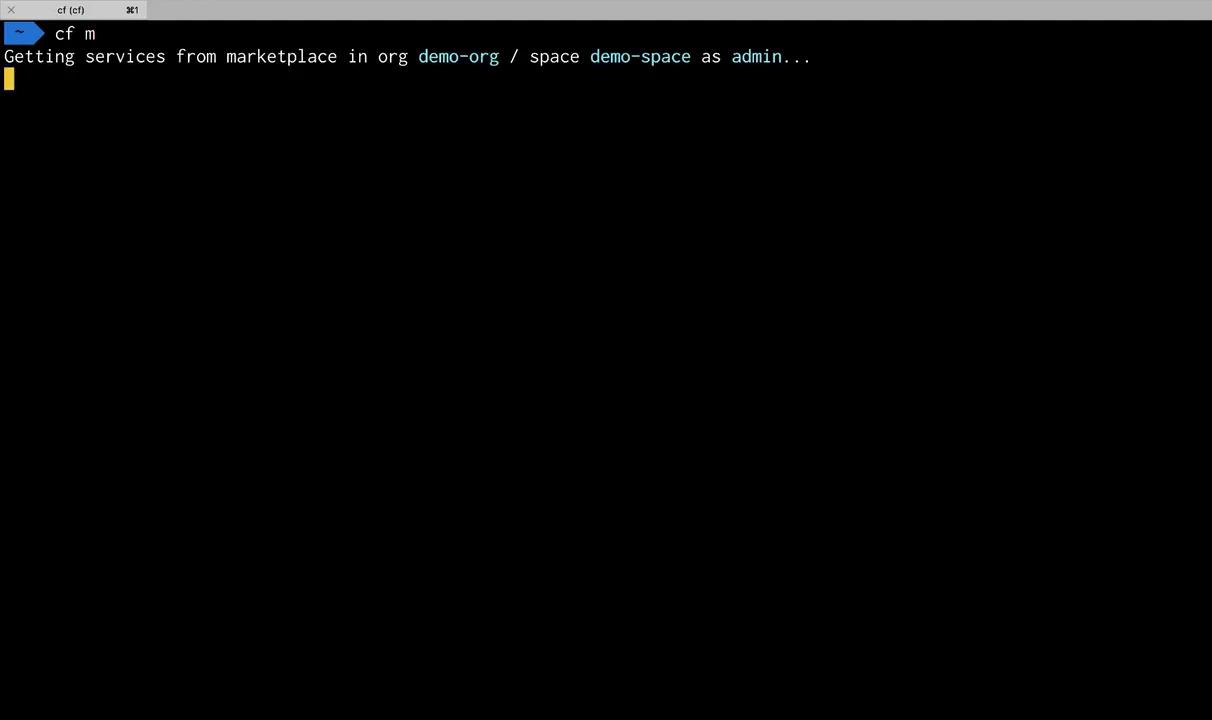 cf (cf) ⌘1
~ cf m
Getting services from marketplace in org demo-org / space demo-space as admin...